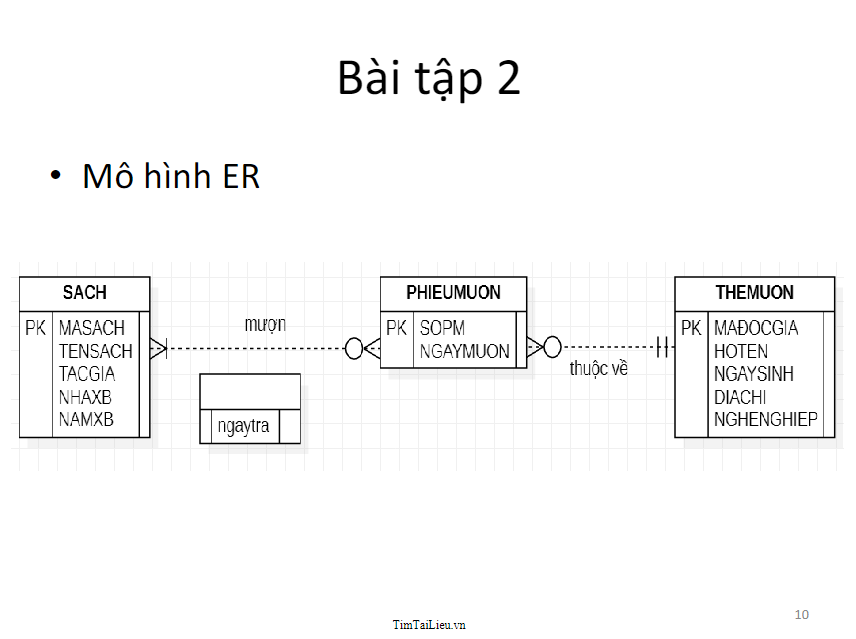 Bài tập 2
• Mô hình ER
SACH
PK MASACH
TENSACH
TACGIA
NHAXB
NAMXB
mượn
ngaytra
PHIEUMUON
PK SOPM
NGAYMUON
thuộc về
THEMUON
PK MAĐOCGIA
HOTEN
NGAYSINH
DIACHI
NGHENGHIEP
10
TimTaiLieu.vn